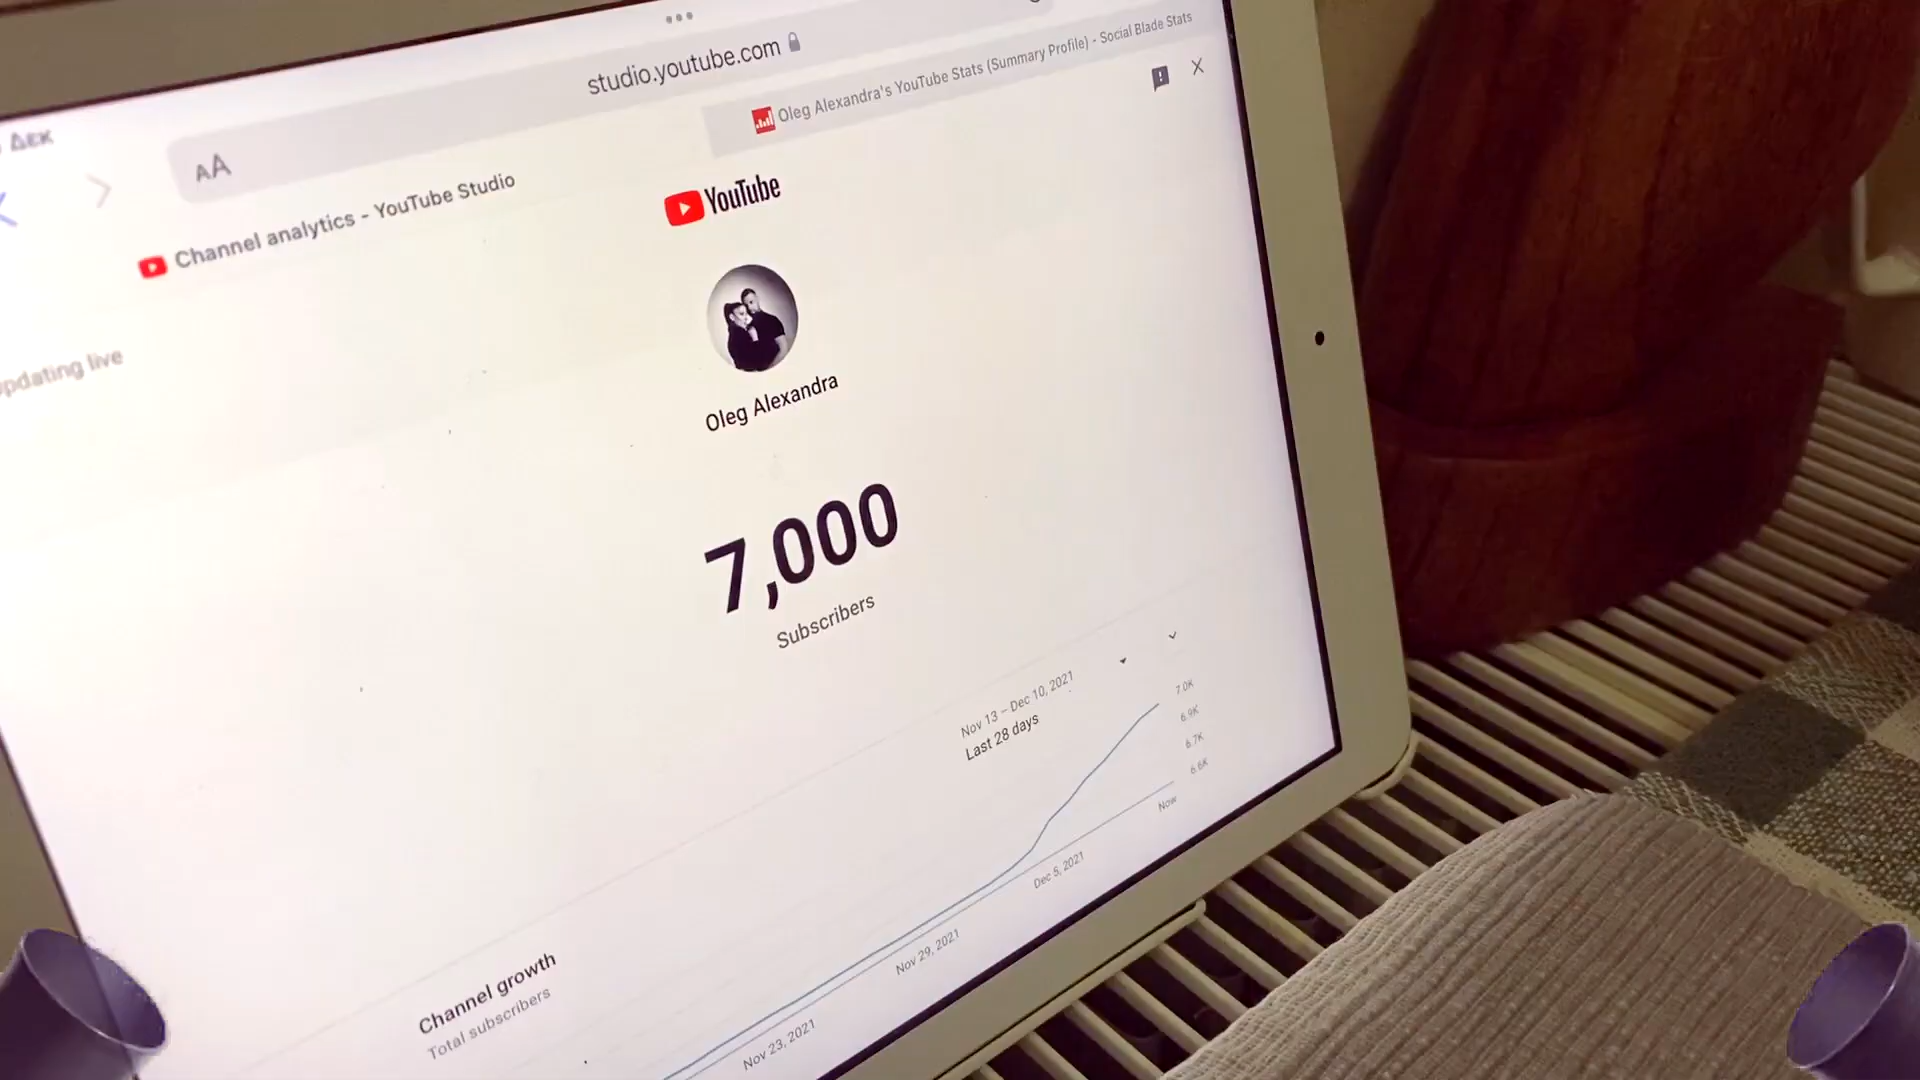 Δεκ
studio.youtube.com
AA
Channel analytics - YouTube Studio
Oleg Alexandra's YouTube Stats (Summary Profile) - Social Blade Stats
YouTube
updating live
Oleg Alexandra
7,000
Subscribers
Nov 13 – Dec 10, 2021
Last 28 days
Channel growth
Total subscribers
7.0K
6.9K
6.7K
6.6K
Nov 23, 2021
Nov 29, 2021
Dec 5, 2021
Now